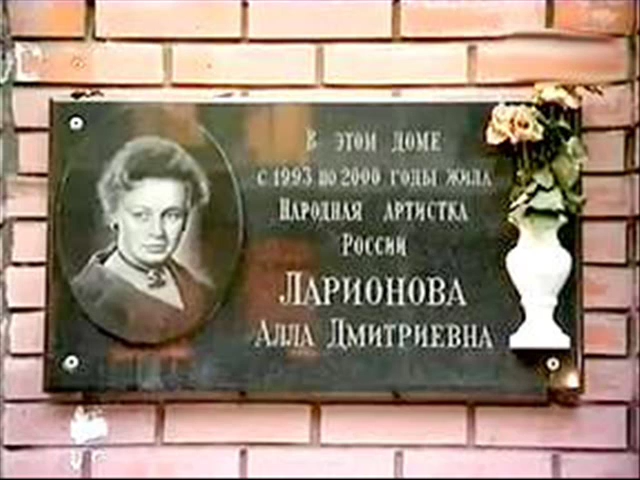 В ЭТОМ ДОМЕ
С 1993 ПО 2000 ГОДЫ ЖИЛА
НАРОДНАЯ АРТИСТКА
РОССИИ
ЛАРИОНОВА
АЛЛА ДМИТРИЕВНА